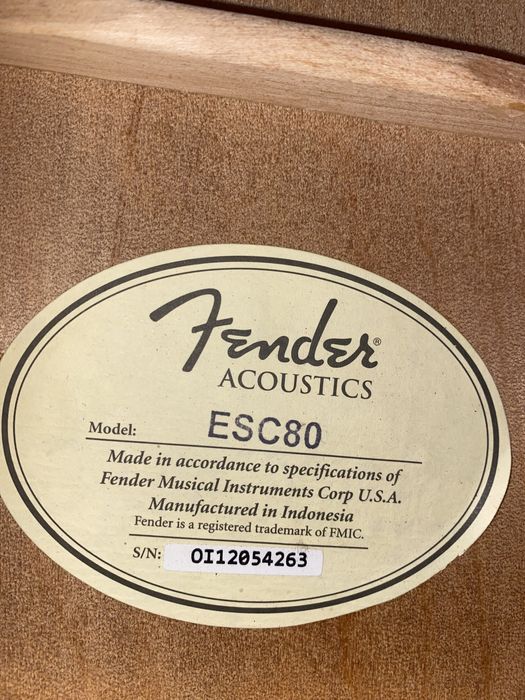 Fender®
ACOUSTICS
Model: ESC80
Made in accordance to specifications of
Fender Musical Instruments Corp U.S.A.
Manufactured in Indonesia
Fender is a registered trademark of FMIC.
S/N: OI12054263